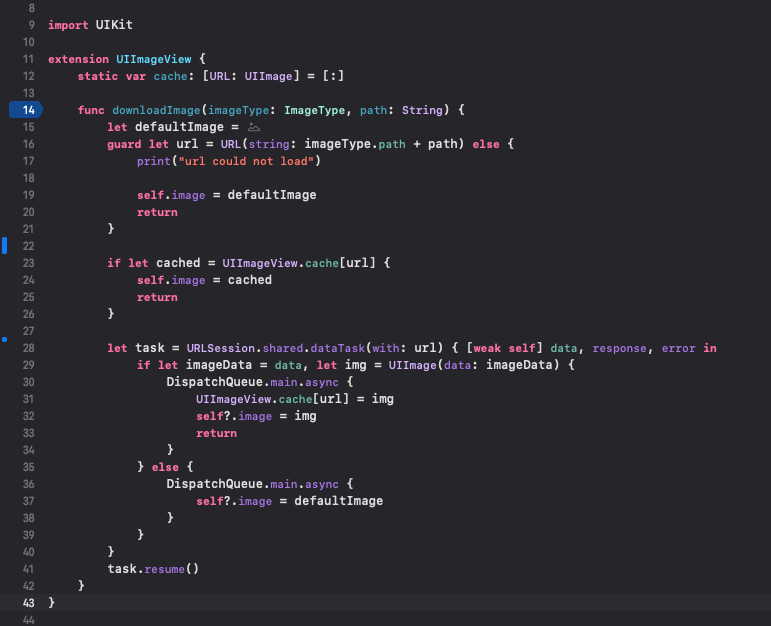 8
9 import UIKit
10
11 extension UIImageView {
12     static var cache: [URL: UIImage] = [:]
13
14     func downloadImage(imageType: ImageType, path: String) {
15         let defaultImage =
16         guard let url = URL(string: imageType.path + path) else {
17             print("url could not load")
18
19             self.image = defaultImage
20             return
21         }
22
23         if let cached = UIImageView.cache[url] {
24             self.image = cached
25             return
26         }
27
28         let task = URLSession.shared.dataTask(with: url) { [weak self] data, response, error in
29             if let imageData = data, let img = UIImage(data: imageData) {
30                 DispatchQueue.main.async {
31                     UIImageView.cache[url] = img
32                     self?.image = img
33                     return
34                 }
35             } else {
36                 DispatchQueue.main.async {
37                     self?.image = defaultImage
38                 }
39             }
40         }
41         task.resume()
42     }
43 }
44